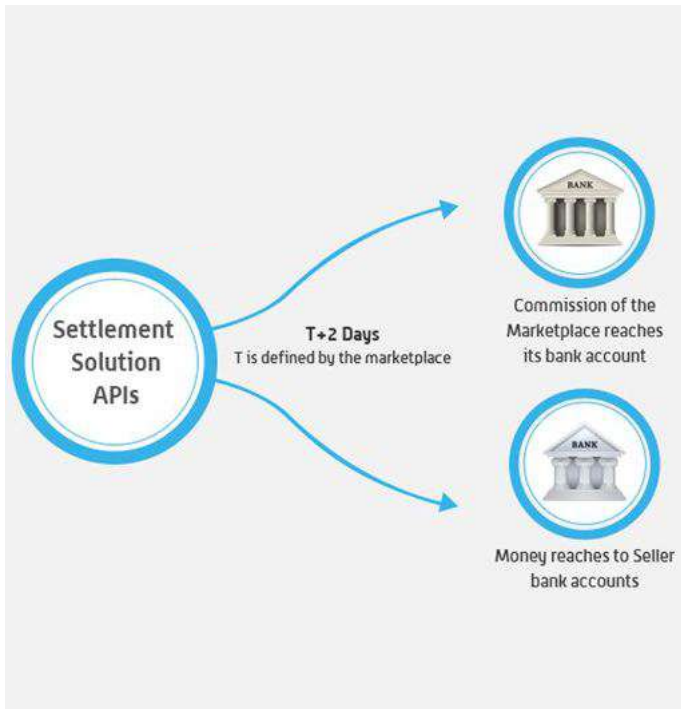 Settlement
Solution
APIs
T+2 Days
T is defined by the marketplace
BANK
Commission of the
Marketplace reaches
its bank account
BANK
Money reaches to Seller
bank accounts